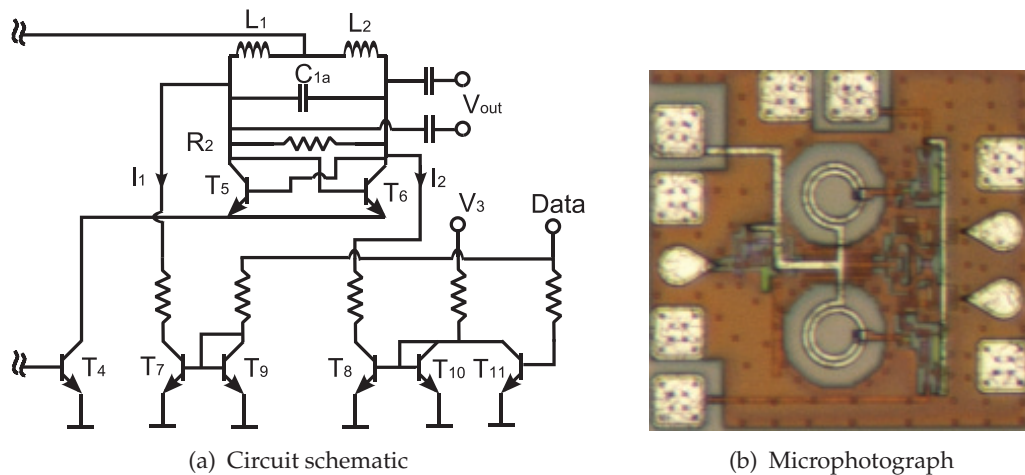 L1 L2
C1a
Vout
R2
I1 T5 T6 I2
V3 Data
T4 T7 T9 T8 T10 T11
(a) Circuit schematic
(b) Microphotograph